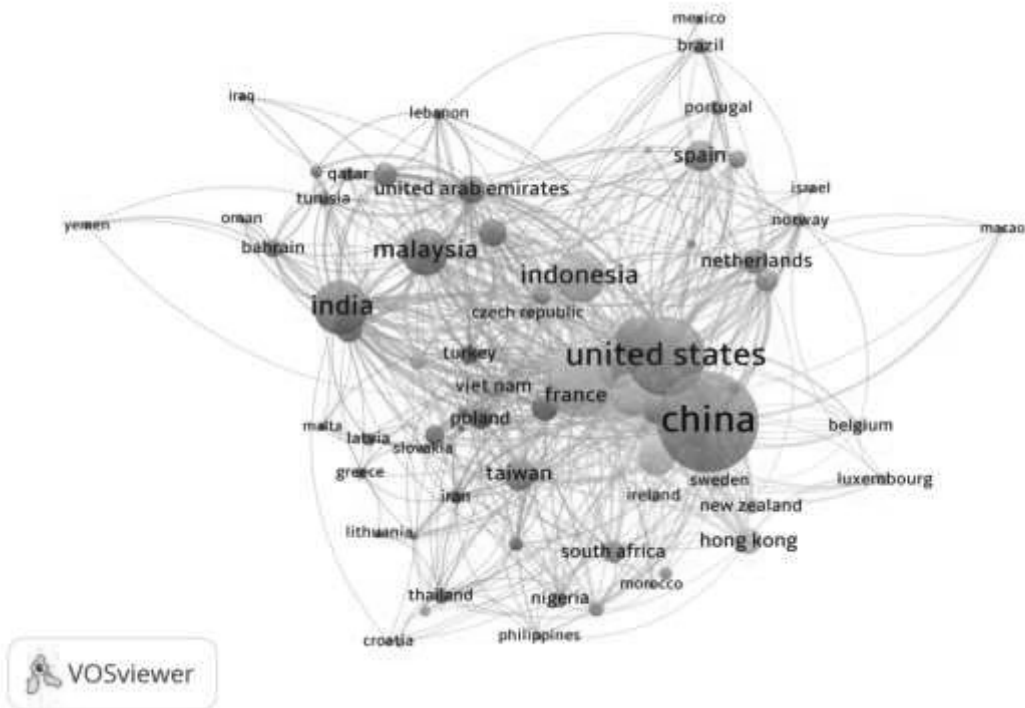 mexico
brazil
iraq
lebanon
portugal
spain
qatar
united arab emirates
israel
tunisia
oman
norway
yemen
macao
bahrain
malaysia
netherlands
indonesia
india
czech republic
turkey
united states
viet nam
france
poland
china
malta
latvia
belgium
slovakia
greece
taiwan
sweden
luxembourg
iran
ireland
new zealand
lithuania
hong kong
south africa
morocco
thailand
nigeria
croatia
philippines
VOSviewer